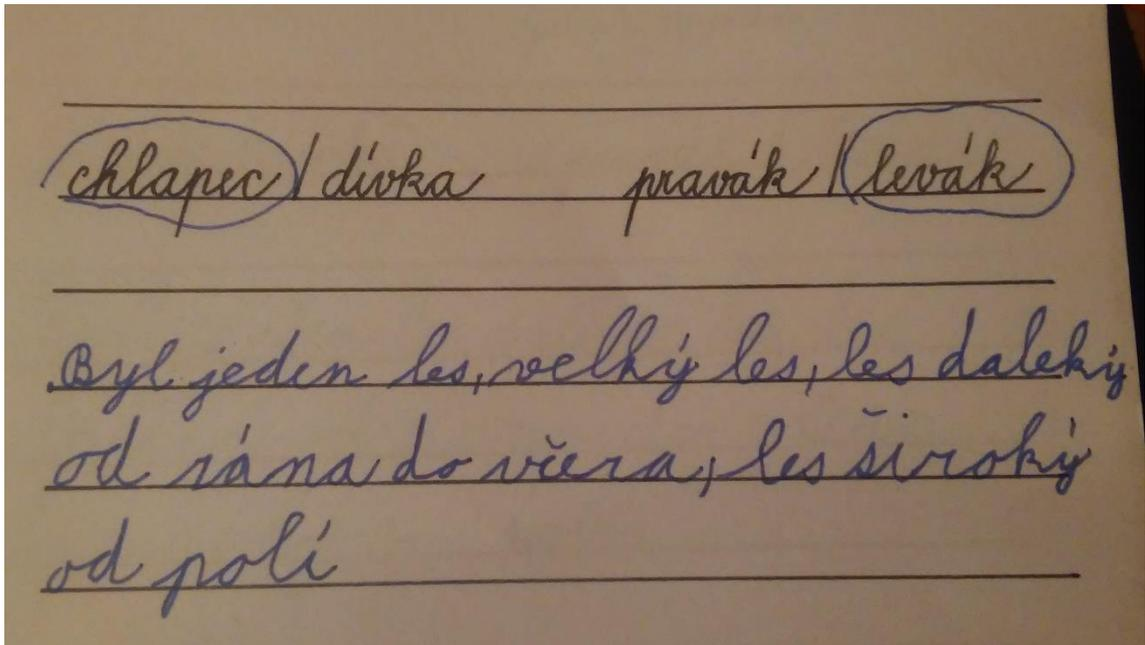 chlapec / dívka pravák / levák
Byl jeden les, velký les, les daleký
od rána do včera, les široký
od polí